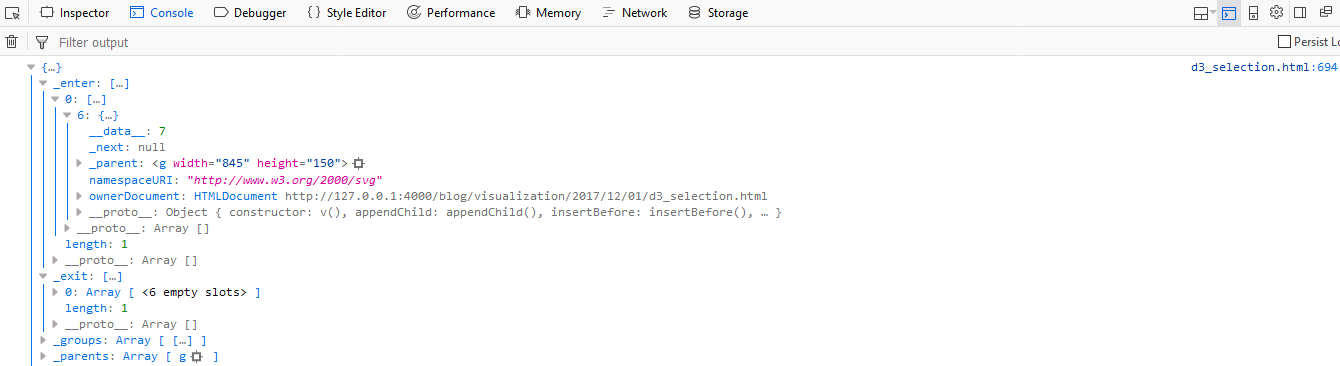 Inspector Console Debugger Style Editor Performance Memory Network Storage
Filter output Persist Lo
{…} d3_selection.html:694
_enter: […]
0: […]
6: {…}
__data__: 7
_next: null
_parent: <g width="845" height="150">
namespaceURI: "http://www.w3.org/2000/svg"
ownerDocument: HTMLDocument http://127.0.0.1:4000/blog/visualization/2017/12/01/d3_selection.html
__proto__: Object { constructor: v(), appendChild: appendChild(), insertBefore: insertBefore(), … }
__proto__: Array []
length: 1
__proto__: Array []
_exit: […]
0: Array [ <6 empty slots> ]
length: 1
__proto__: Array []
_groups: Array [ […] ]
_parents: Array [ g ]